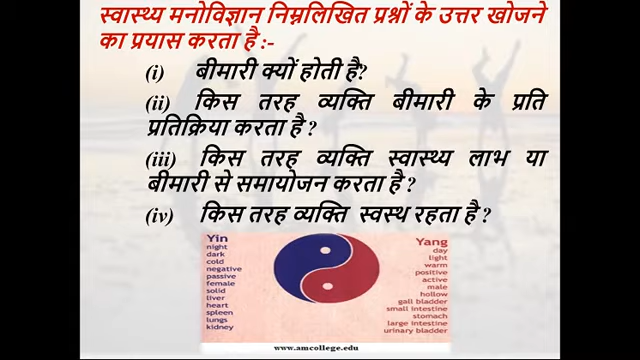 स्वास्थ्य मनोविज्ञान निम्नलिखित प्रश्नों के उत्तर खोजने
का प्रयास करता है :-
(i) बीमारी क्यों होती है?
(ii) किस तरह व्यक्ति बीमारी के प्रति
प्रतिक्रिया करता है ?
(iii) किस तरह व्यक्ति स्वास्थ्य लाभ या
बीमारी से समायोजन करता है ?
(iv) किस तरह व्यक्ति स्वस्थ रहता है ?
Yin
night
dark
cold
negative
passive
female
solid
liver
heart
spleen
lungs
kidney
Yang
day
light
warm
positive
active
male
hollow
gall bladder
small intestine
stomach
large intestine
urinary bladder
www.amcollege.edu